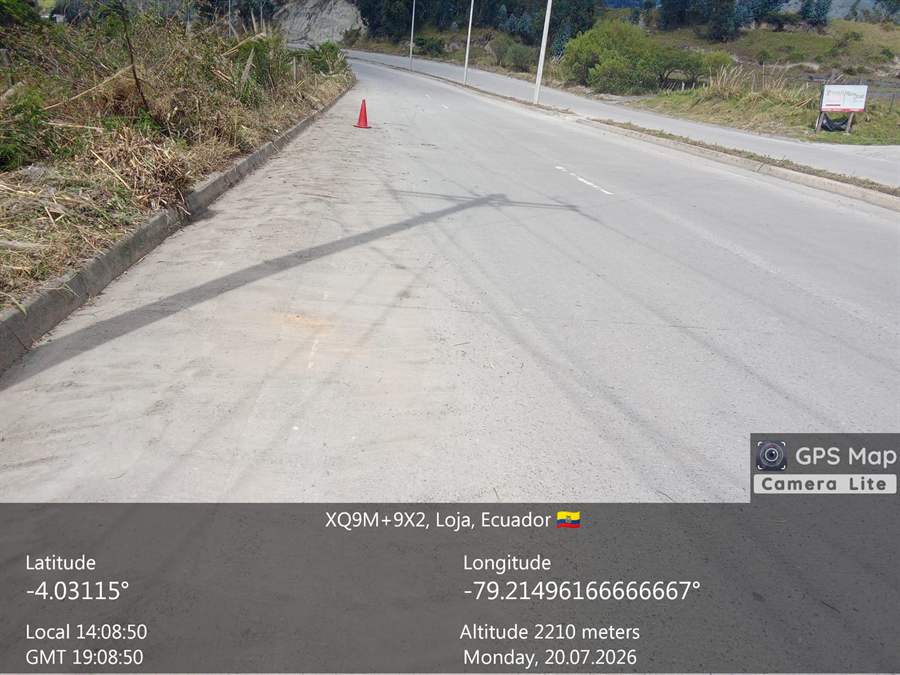 GPS Map
Camera Lite
XQ9M+9X2, Loja, Ecuador
Latitude
-4.03115°
Longitude
-79.21496166666667°
Local 14:08:50
GMT 19:08:50
Altitude 2210 meters
Monday, 20.07.2026